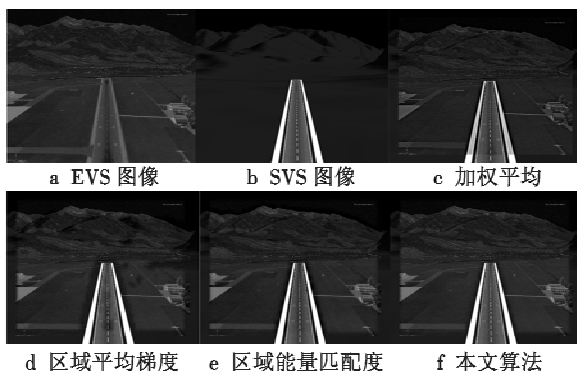 a EVS 图像
b SVS 图像
c 加权平均
d 区域平均梯度
e 区域能量匹配度
f 本文算法